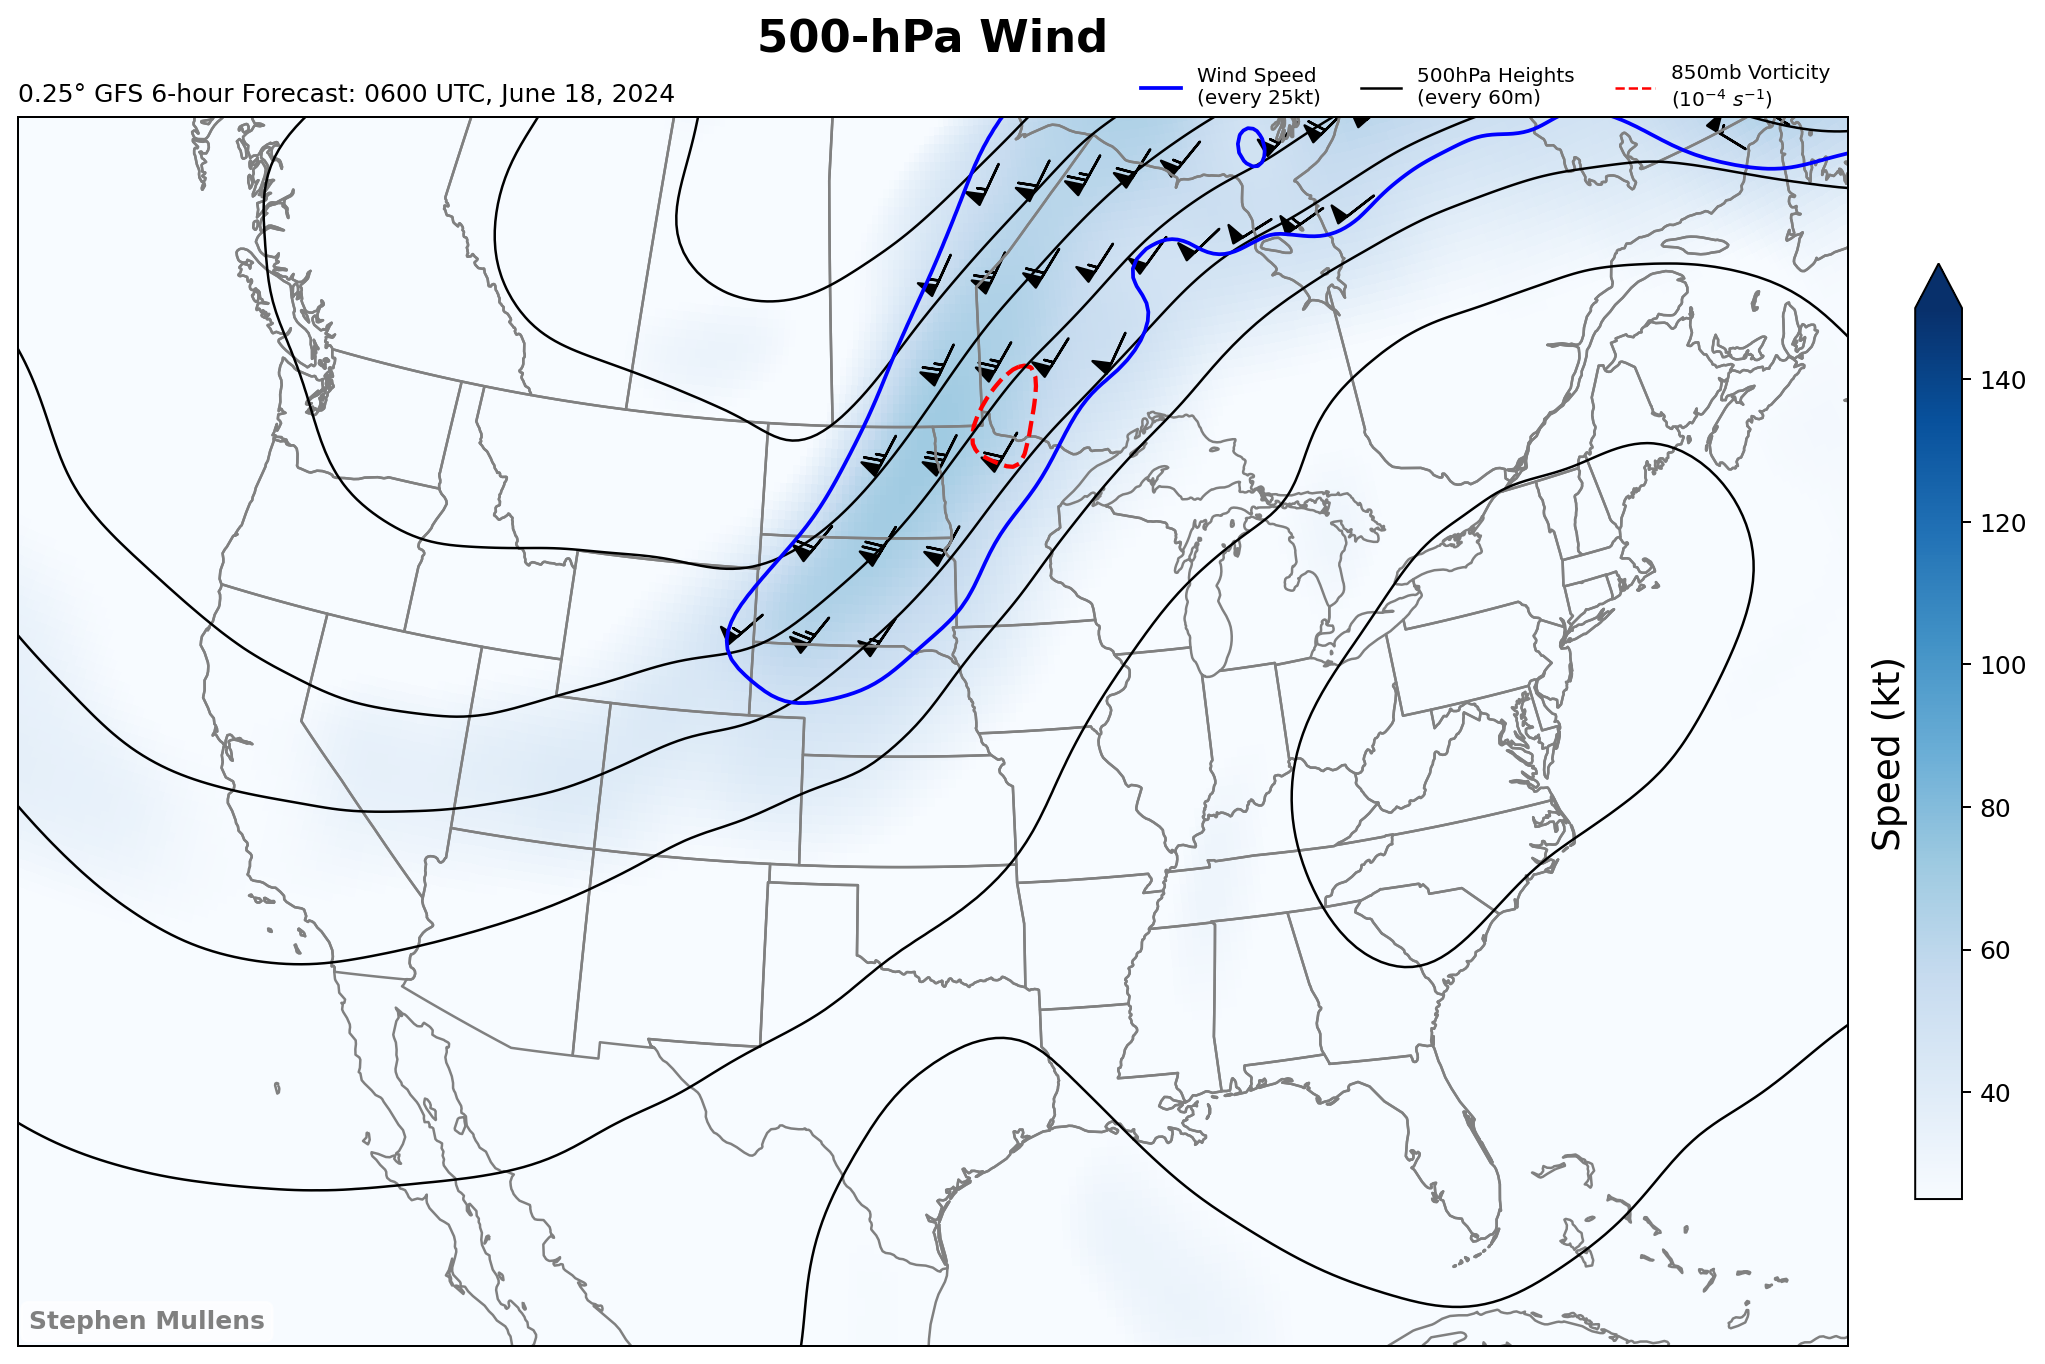 500-hPa Wind
0.25° GFS 6-hour Forecast: 0600 UTC, June 18, 2024
Wind Speed
(every 25kt)
500hPa Heights
(every 60m)
850mb Vorticity
(10⁻⁴ s⁻¹)
140
120
100
80
60
40
Speed (kt)
Stephen Mullens